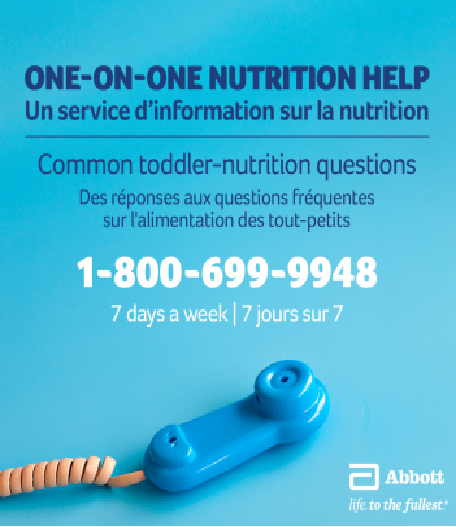 ONE-ON-ONE NUTRITION HELP
Un service d'information sur la nutrition
Common toddler-nutrition questions
Des réponses aux questions fréquentes
sur l'alimentation des tout-petits
1-800-699-9948
7 days a week | 7 jours sur 7
Abbott
life. to the fullest.®